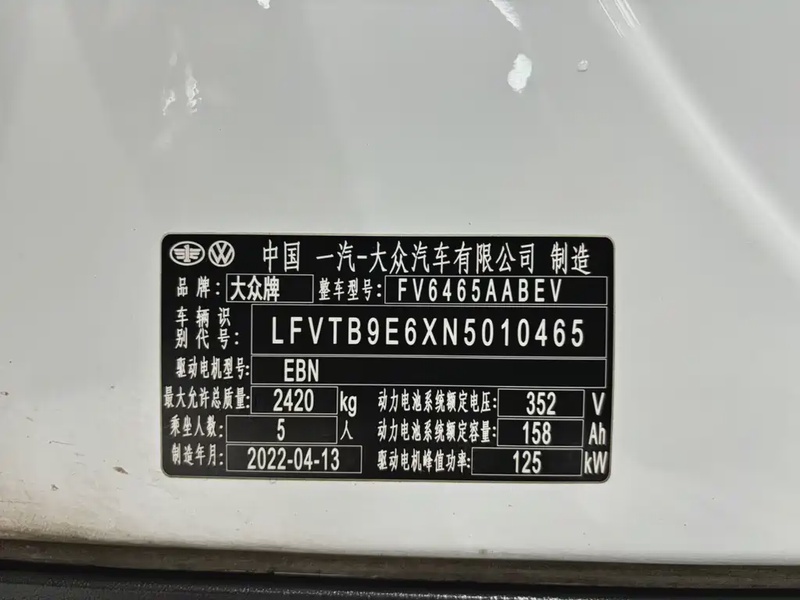 中国 一汽-大众汽车有限公司 制造
品牌: 大众牌 整车型号: FV6465AABEV
车辆识别代号: LFVTB9E6XN5010465
驱动电机型号: EBN
最大允许总质量: 2420 kg 动力电池系统额定电压: 352 V
乘坐人数: 5 人 动力电池系统额定容量: 158 Ah
制造年月: 2022-04-13 驱动电机峰值功率: 125 kW